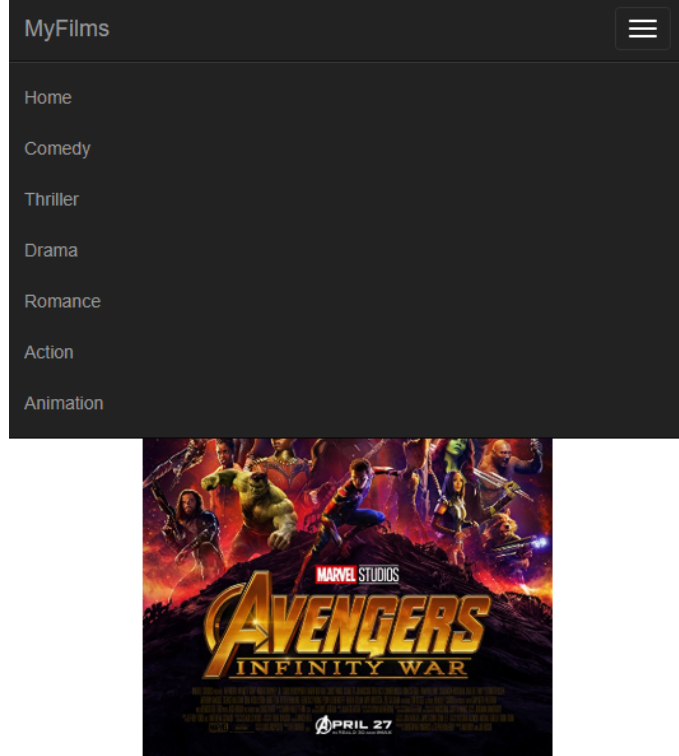 MyFilms
Home
Comedy
Thriller
Drama
Romance
Action
Animation
MARVEL STUDIOS
AVENGERS
INFINITY WAR
APRIL 27